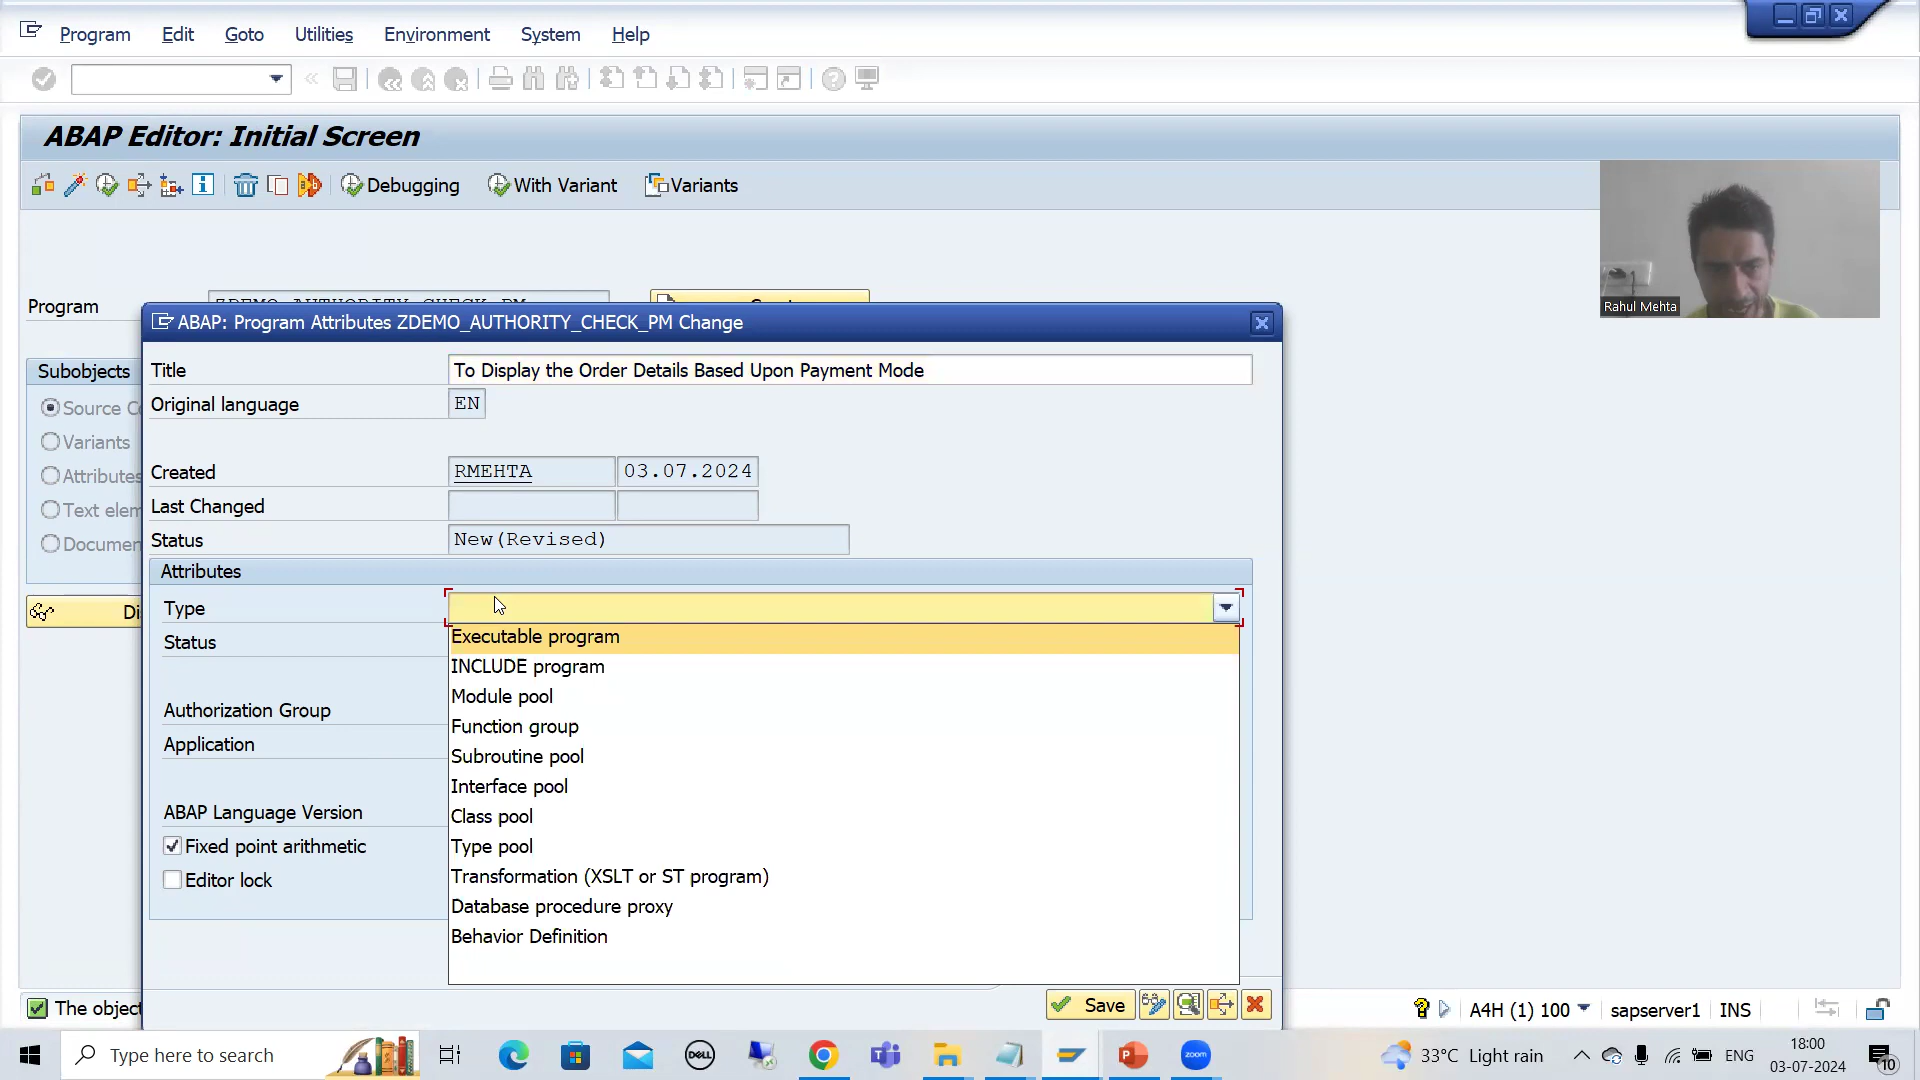 Program Edit Goto Utilities Environment System Help
ABAP Editor: Initial Screen
Debugging With Variant Variants
Rahul Mehta
Program
ABAP: Program Attributes ZDEMO_AUTHORITY_CHECK_PM Change
Subobjects
Title To Display the Order Details Based Upon Payment Mode
Source C
Original language EN
Variants
Attributes
Created RMEHTA 03.07.2024
Text elem
Last Changed
Documen
Status New(Revised)
Attributes
Di
Type
Executable program
Status
INCLUDE program
Module pool
Authorization Group
Function group
Application
Subroutine pool
Interface pool
ABAP Language Version
Class pool
Fixed point arithmetic
Type pool
Editor lock
Transformation (XSLT or ST program)
Database procedure proxy
Behavior Definition
Save
The object
A4H (1) 100 sapserver1 INS
Type here to search
DELL
zoom
33°C Light rain
ENG
18:00
03-07-2024
10